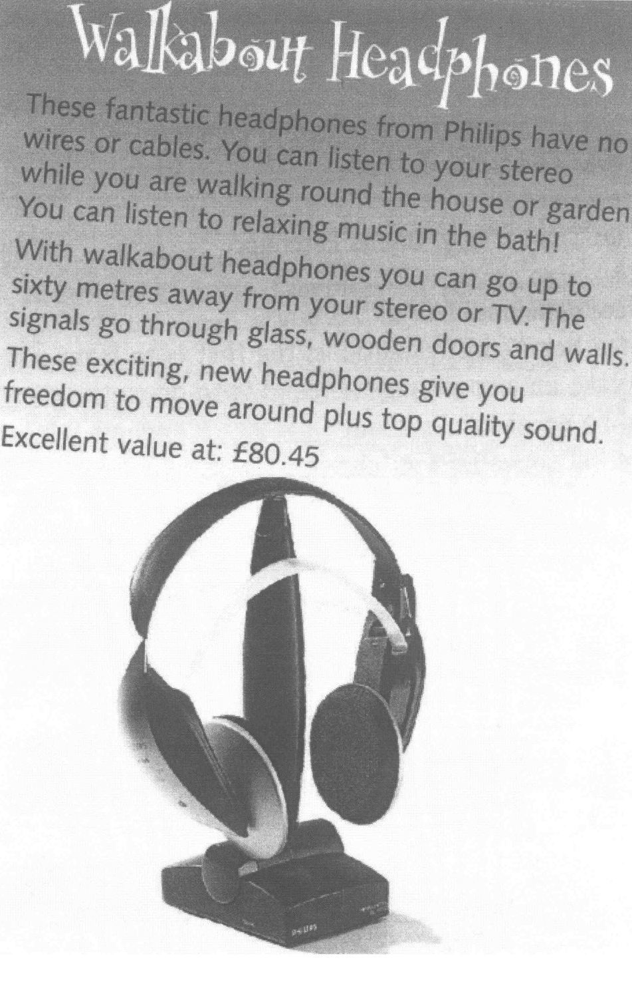 Walkabout Headphones
These fantastic headphones from Philips have no
wires or cables. You can listen to your stereo
while you are walking round the house or garden
You can listen to relaxing music in the bath!
With walkabout headphones you can go up to
sixty metres away from your stereo or TV. The
signals go through glass, wooden doors and walls.
These exciting, new headphones give you
freedom to move around plus top quality sound.
Excellent value at: £80.45
PHILIPS